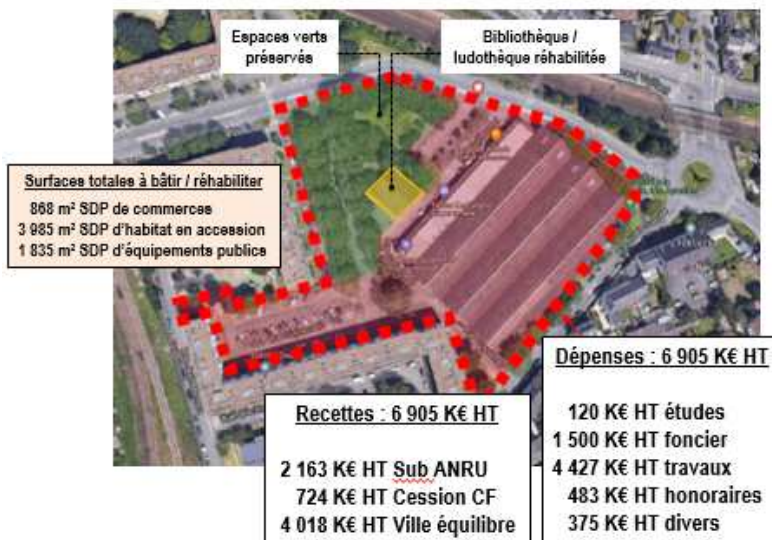 Espaces verts
préservés
Bibliothèque /
ludothèque réhabilitée
Surfaces totales à bâtir / réhabiliter
868 m² SDP de commerces
3 985 m² SDP d'habitat en accession
1 835 m² SDP d'équipements publics
Dépenses : 6 905 K€ HT
120 K€ HT études
1 500 K€ HT foncier
4 427 K€ HT travaux
483 K€ HT honoraires
375 K€ HT divers
Recettes : 6 905 K€ HT
2 163 K€ HT Sub ANRU
724 K€ HT Cession CF
4 018 K€ HT Ville équilibre